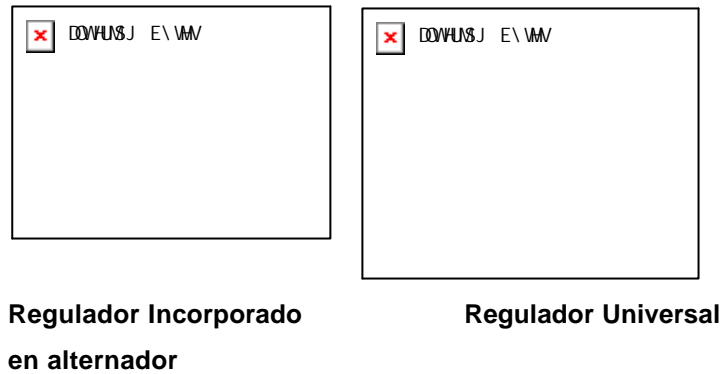 Regulador Incorporado
en alternador
Regulador Universal